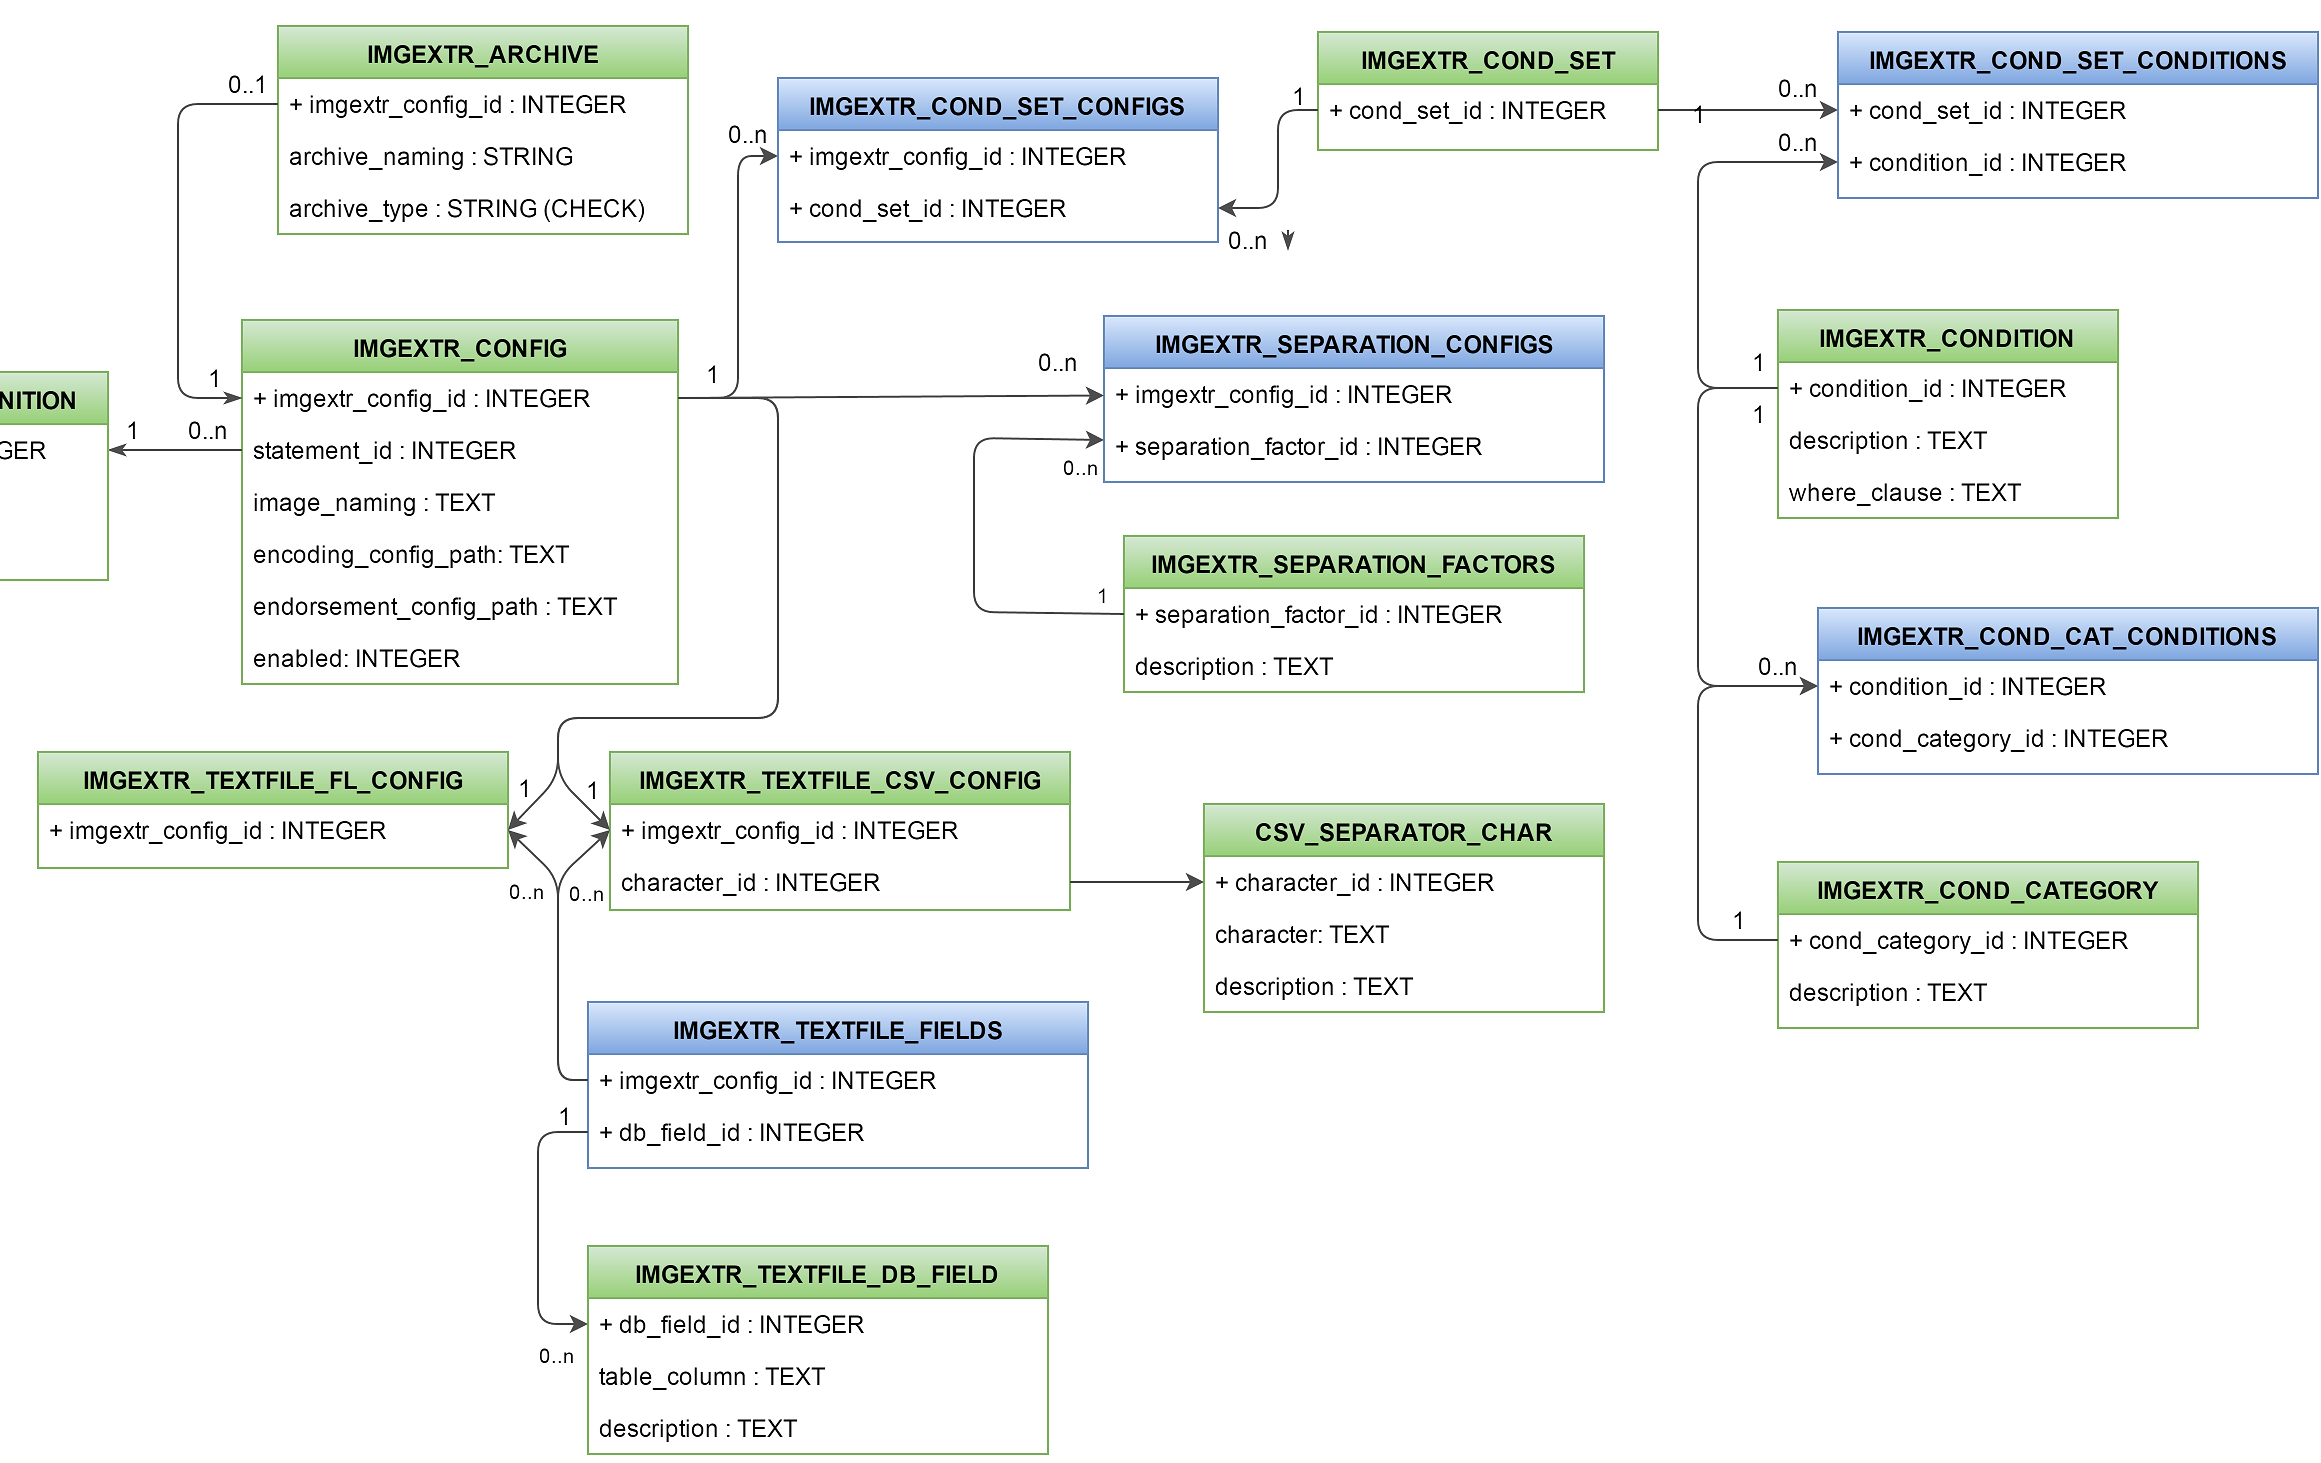 IMGEXTR_ARCHIVE
+ imgextr_config_id : INTEGER
archive_naming : STRING
archive_type : STRING (CHECK)
0..1
1
IMGEXTR_COND_SET_CONFIGS
+ imgextr_config_id : INTEGER
+ cond_set_id : INTEGER
0..n
0..n
IMGEXTR_COND_SET
+ cond_set_id : INTEGER
1
1
IMGEXTR_COND_SET_CONDITIONS
+ cond_set_id : INTEGER
+ condition_id : INTEGER
0..n
0..n
NITION
GER
1
0..n
IMGEXTR_CONFIG
+ imgextr_config_id : INTEGER
statement_id : INTEGER
image_naming : TEXT
encoding_config_path: TEXT
endorsement_config_path : TEXT
enabled: INTEGER
1
0..n
IMGEXTR_SEPARATION_CONFIGS
+ imgextr_config_id : INTEGER
+ separation_factor_id : INTEGER
0..n
IMGEXTR_CONDITION
+ condition_id : INTEGER
description : TEXT
where_clause : TEXT
1
1
IMGEXTR_SEPARATION_FACTORS
+ separation_factor_id : INTEGER
description : TEXT
1
IMGEXTR_COND_CAT_CONDITIONS
+ condition_id : INTEGER
+ cond_category_id : INTEGER
0..n
IMGEXTR_TEXTFILE_FL_CONFIG
+ imgextr_config_id : INTEGER
1
1
0..n
0..n
IMGEXTR_TEXTFILE_CSV_CONFIG
+ imgextr_config_id : INTEGER
character_id : INTEGER
CSV_SEPARATOR_CHAR
+ character_id : INTEGER
character: TEXT
description : TEXT
IMGEXTR_COND_CATEGORY
+ cond_category_id : INTEGER
description : TEXT
1
IMGEXTR_TEXTFILE_FIELDS
+ imgextr_config_id : INTEGER
+ db_field_id : INTEGER
1
IMGEXTR_TEXTFILE_DB_FIELD
+ db_field_id : INTEGER
table_column : TEXT
description : TEXT
0..n